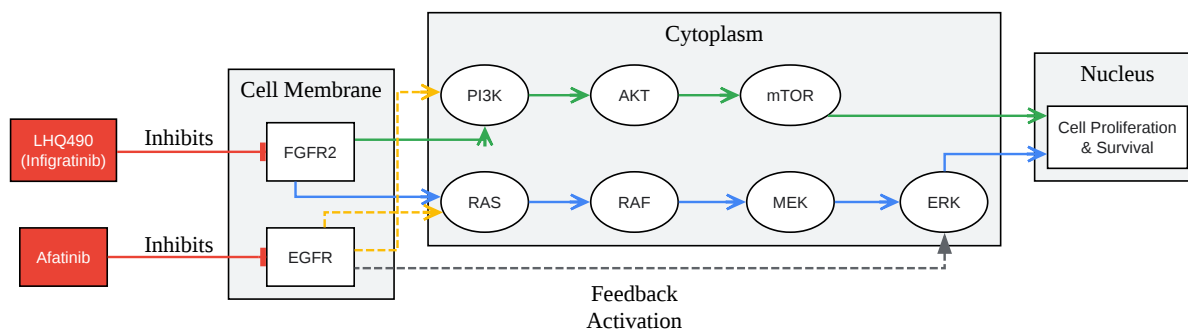 Cytoplasm
Cell Membrane
Nucleus
PI3K
AKT
mTOR
LHQ490
(Infigratinib)
Inhibits
FGFR2
Cell Proliferation
& Survival
RAS
RAF
MEK
ERK
Afatinib
Inhibits
EGFR
Feedback
Activation